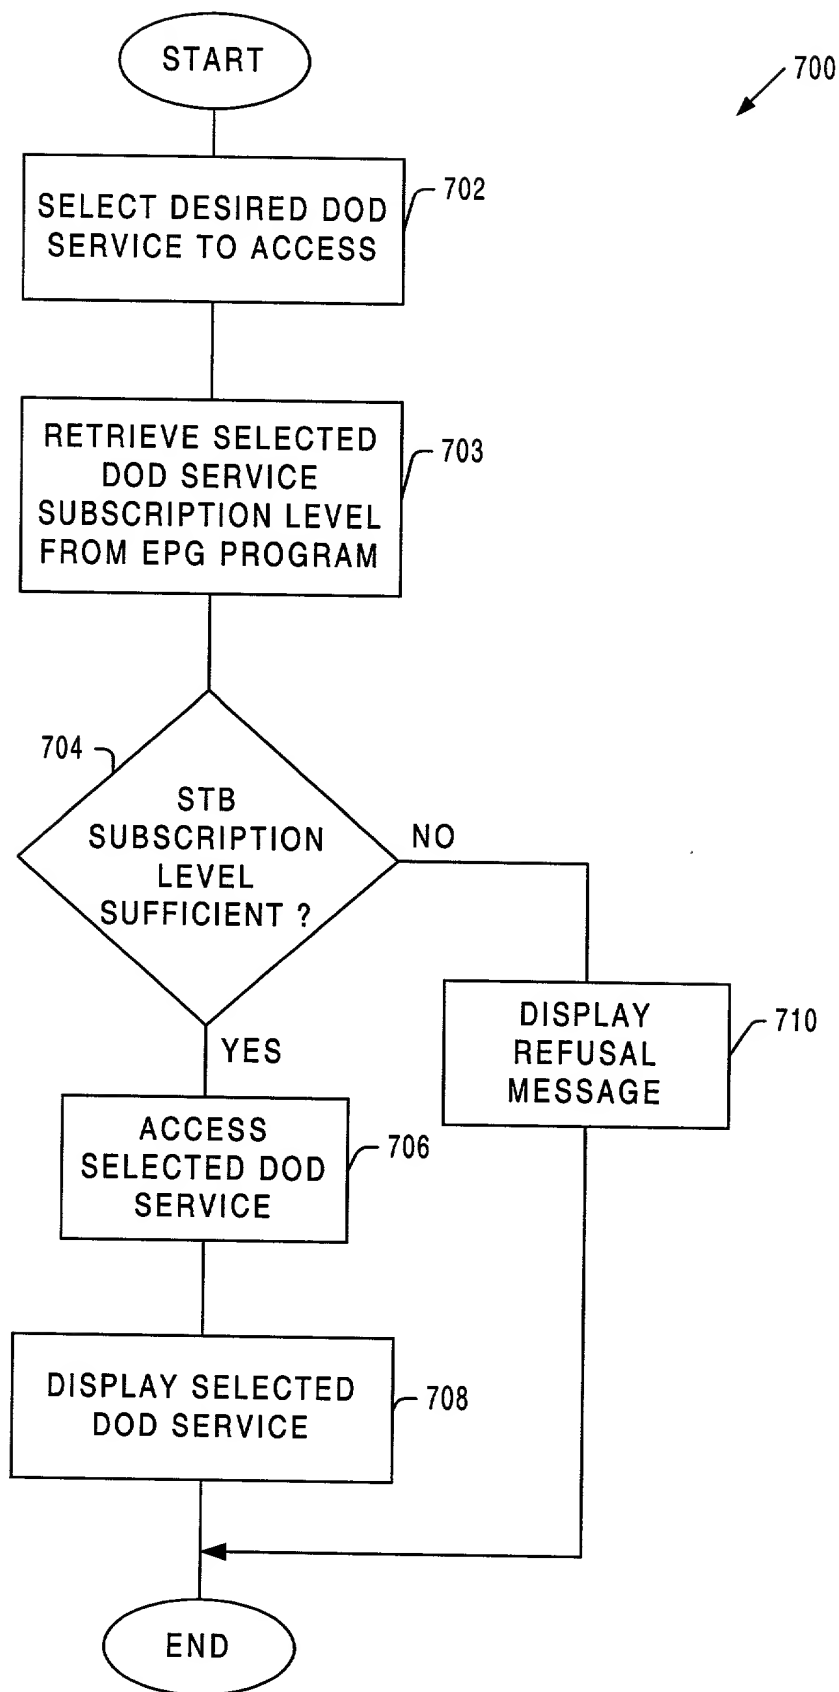 START
700
SELECT DESIRED DOD
SERVICE TO ACCESS
702
RETRIEVE SELECTED
DOD SERVICE
SUBSCRIPTION LEVEL
FROM EPG PROGRAM
703
704
STB
SUBSCRIPTION
LEVEL
SUFFICIENT ?
NO
YES
DISPLAY
REFUSAL
MESSAGE
710
ACCESS
SELECTED DOD
SERVICE
706
DISPLAY SELECTED
DOD SERVICE
708
END